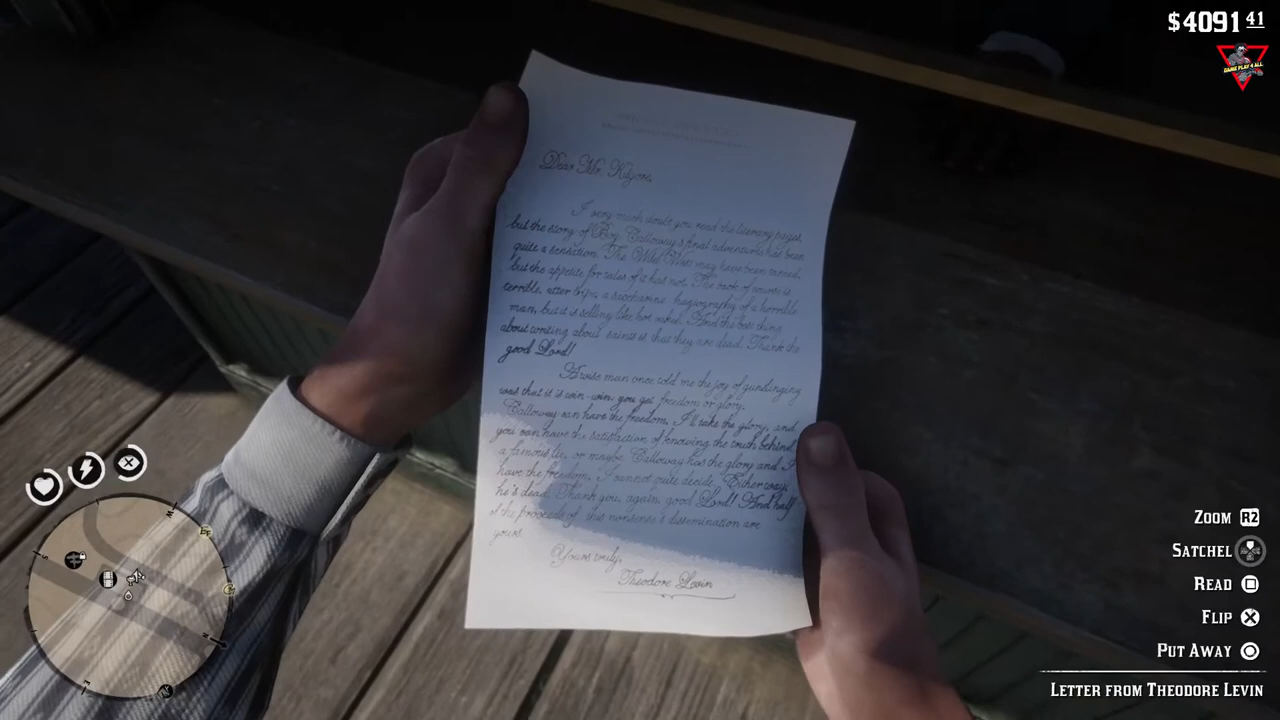 $4091 41
GAME PLAY 4 ALL
Dear Mr. Kilgore,
I very much doubt you read the literary pages,
but the story of Boy Calloway's final adventures has been
quite a sensation. The Wild West may have been tamed,
but the appetite for tales of it has not. The book of course is
terrible, utter tripe, a saccharine hagiography of a horrible
man, but it is selling like hot cakes. And the best thing
about writing about saints is that they are dead. Thank the
good Lord!
A wise man once told me the joy of gunslinging
was that it is win-win, you get freedom or glory.
Calloway can have the freedom, I'll take the glory, and
you can have the satisfaction of knowing the truth behind
a famous lie, or maybe Calloway has the glory and I
have the freedom, I cannot quite decide. Either way,
he's dead. Thank you, again, good Lord! And half
of the proceeds of this nonsense's dissemination are
yours.
Yours truly,
Theodore Levin
ZOOM R2
SATCHEL
READ
FLIP
PUT AWAY
LETTER FROM THEODORE LEVIN